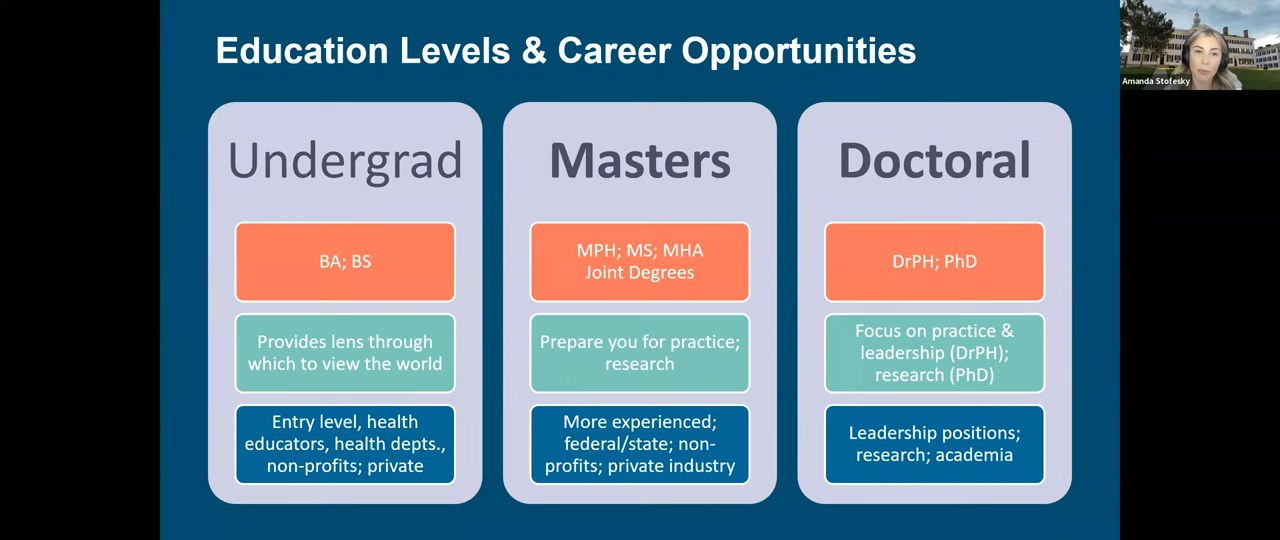 Education Levels & Career Opportunities
Amanda Stofesky
Undergrad
BA; BS
Provides lens through
which to view the world
Entry level, health
educators, health depts.,
non-profits; private
Masters
MPH; MS; MHA
Joint Degrees
Prepare you for practice;
research
More experienced;
federal/state; non-
profits; private industry
Doctoral
DrPH; PhD
Focus on practice &
leadership (DrPH);
research (PhD)
Leadership positions;
research; academia